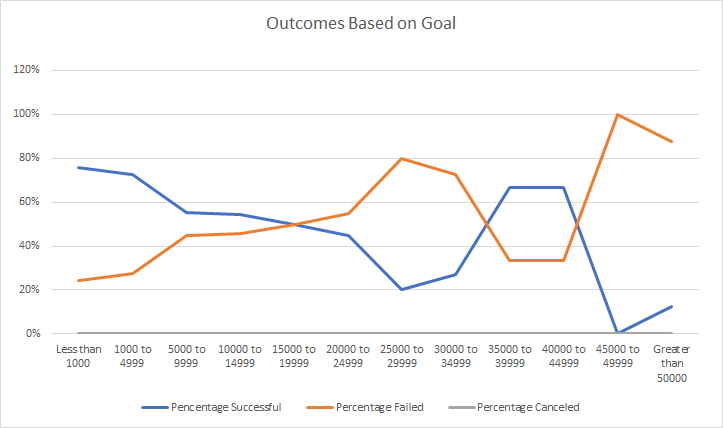 Outcomes Based on Goal
120%
100%
80%
60%
40%
20%
0%
Less than
1000
1000 to
4999
5000 to
9999
10000 to
14999
15000 to
19999
20000 to
24999
25000 to
29999
30000 to
34999
35000 to
39999
40000 to
44999
45000 to
49999
Greater
than
50000
Pencentage Successful
Percentage Failed
Percentage Canceled